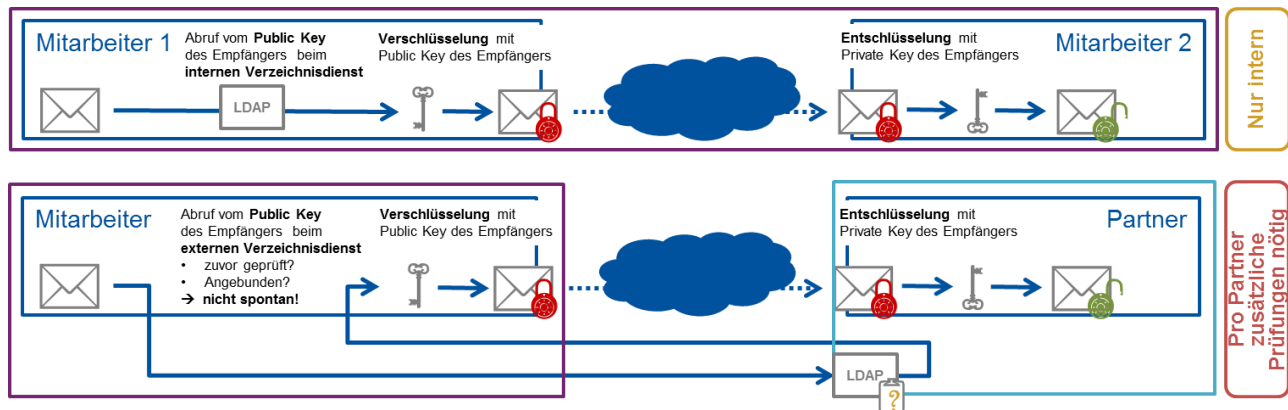 Mitarbeiter 1
Abruf vom Public Key
des Empfängers beim
internen Verzeichnisdienst
LDAP
Verschlüsselung mit
Public Key des Empfängers
Entschlüsselung mit
Private Key des Empfängers
Mitarbeiter 2
Nur intern
Mitarbeiter
Abruf vom Public Key
des Empfängers beim
externen Verzeichnisdienst
• zuvor geprüft?
• Angebunden?
→ nicht spontan!
Verschlüsselung mit
Public Key des Empfängers
Entschlüsselung mit
Private Key des Empfängers
Partner
LDAP
?
Pro Partner
zusätzliche
Prüfungen nötig